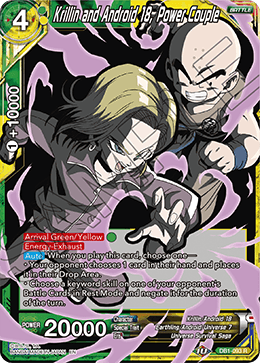 BATTLE
4
Krillin and Android 18, Power Couple
1 +10000
Arrival Green/Yellow
Energy-Exhaust
Auto When you play this card, choose one—
• Your opponent chooses 1 card in their hand and places
it in their Drop Area.
• Choose a keyword skill on one of your opponent's
Battle Cards in Rest Mode and negate it for the duration
of the turn.
POWER 20000
Character Krillin Android 18
Special Trait Earthling Android Universe 7
Universe Survival Saga
DB1-093 R